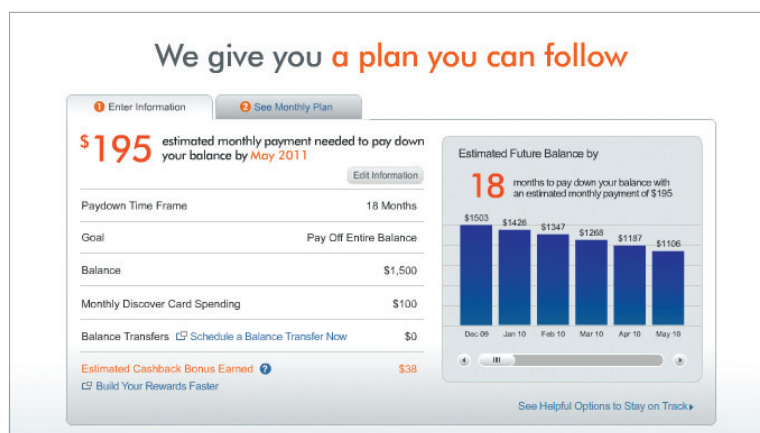 We give you a plan you can follow
1 Enter Information
2 See Monthly Plan
$195 estimated monthly payment needed to pay down
your balance by May 2011
Edit Information
Paydown Time Frame 18 Months
Goal Pay Off Entire Balance
Balance $1,500
Monthly Discover Card Spending $100
Balance Transfers Schedule a Balance Transfer Now $0
Estimated Cashback Bonus Earned ? $38
Build Your Rewards Faster
Estimated Future Balance by
18 months to pay down your balance with
an estimated monthly payment of $195
$1503 $1426 $1347 $1268 $1187 $1106
Dec 09 Jan 10 Feb 10 Mar 10 Apr 10 May 10
See Helpful Options to Stay on Track